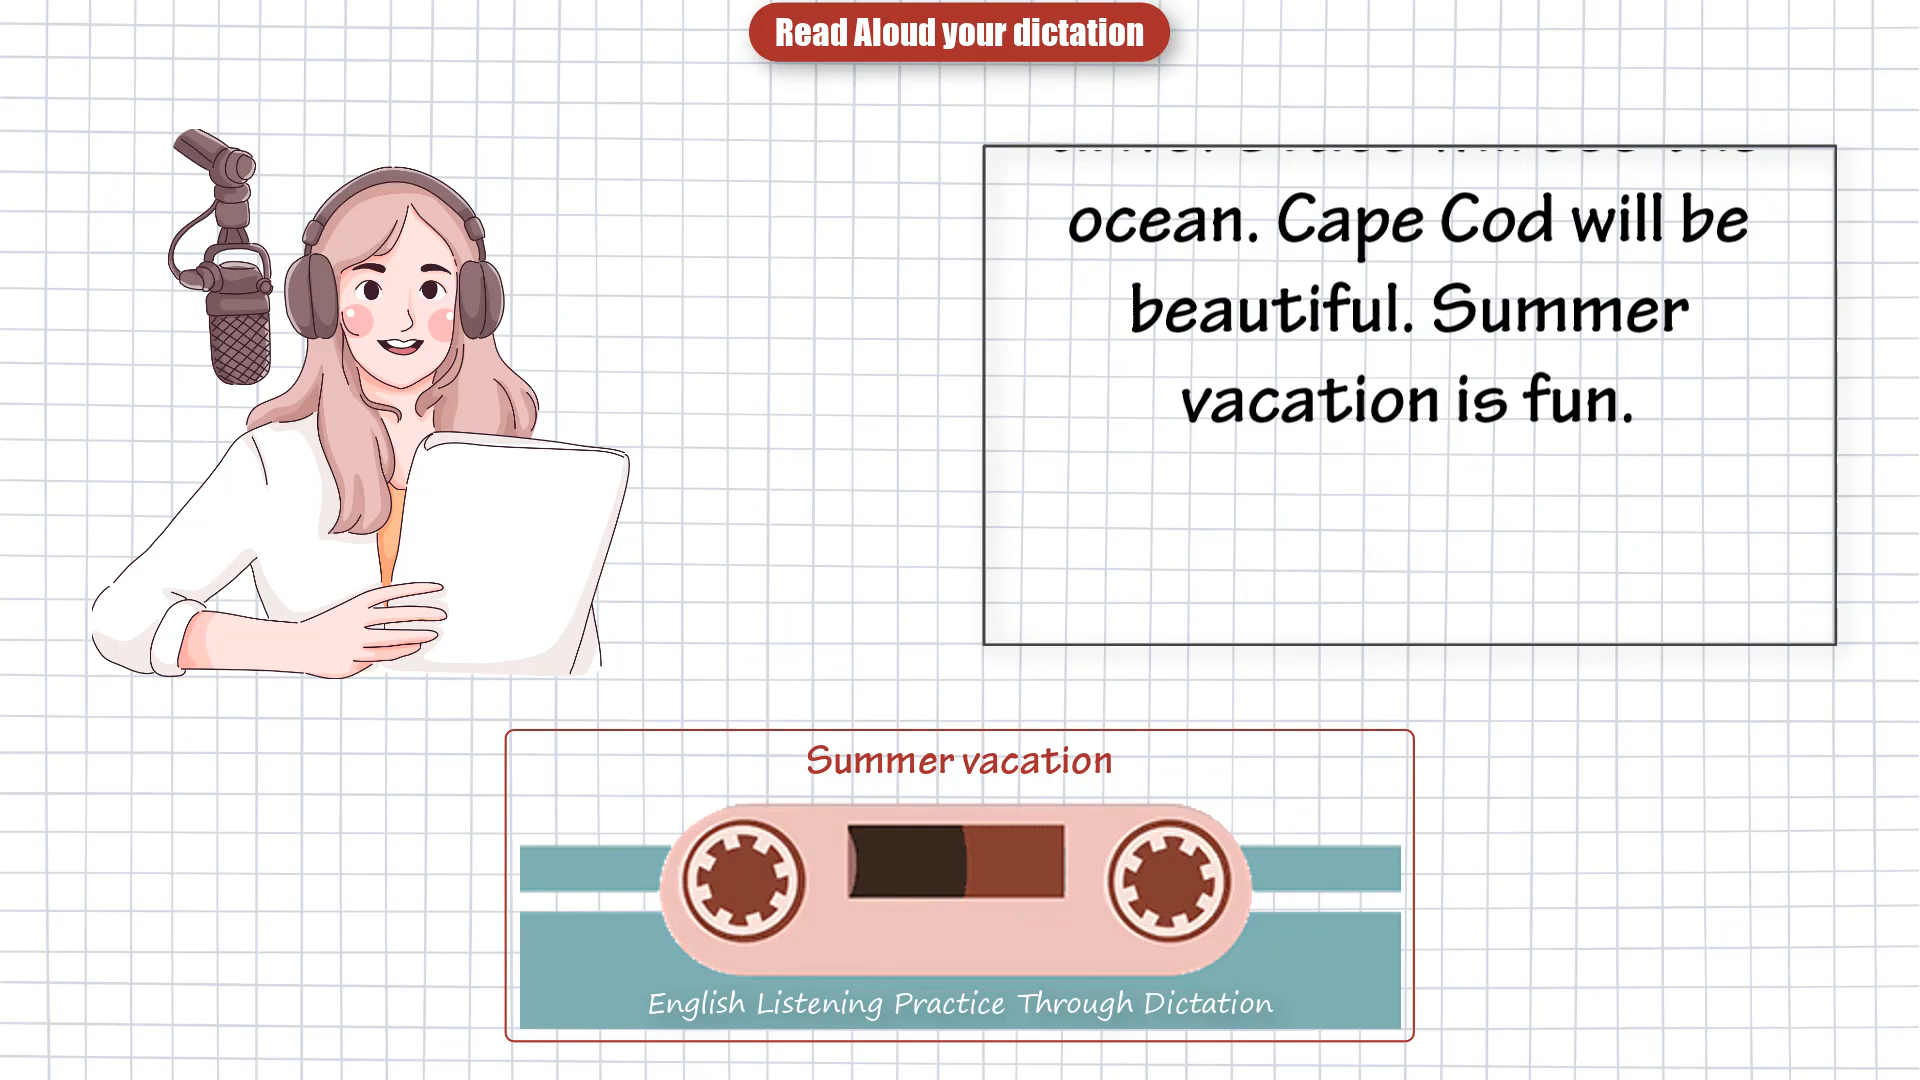 Read Aloud your dictation
ocean. Cape Cod will be
beautiful. Summer
vacation is fun.
Summer vacation
English Listening Practice Through Dictation